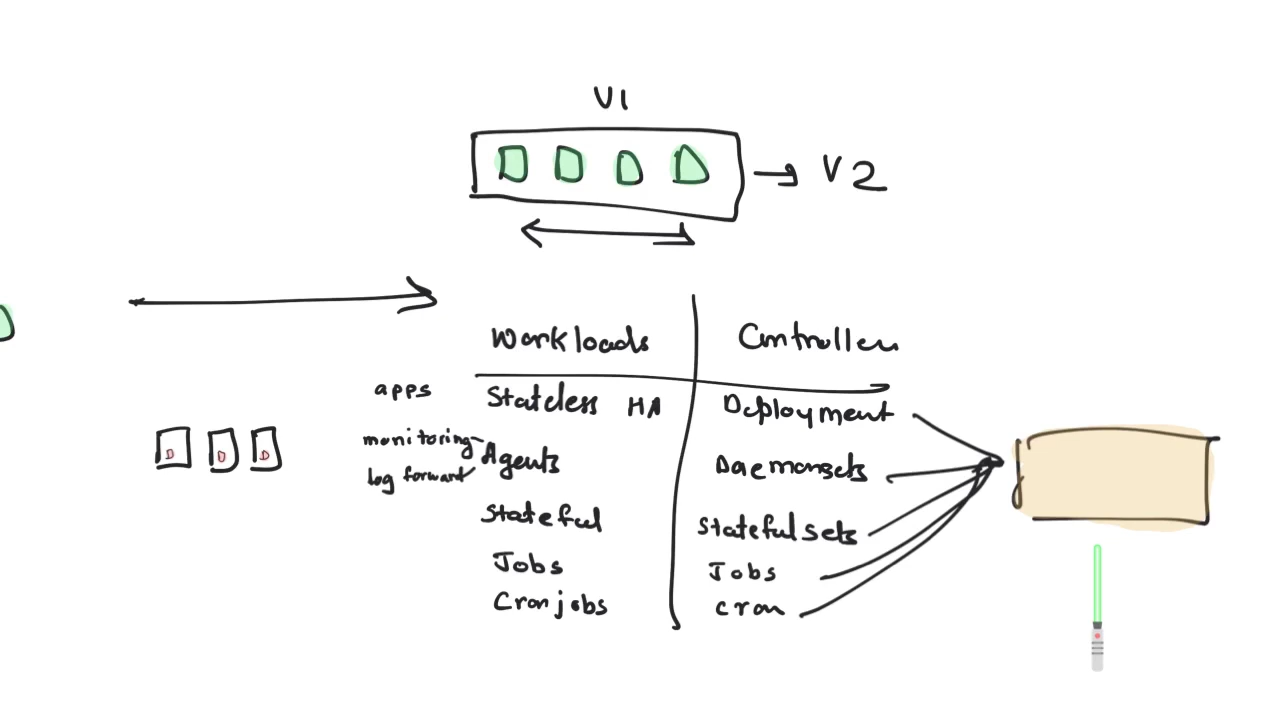 V1
V2
Workloads Controllers
apps Stateless HA Deployment
monitoring Agents Daemonsets
log forward
Stateful Statefulsets
Jobs Jobs
Cronjobs cron
D D D